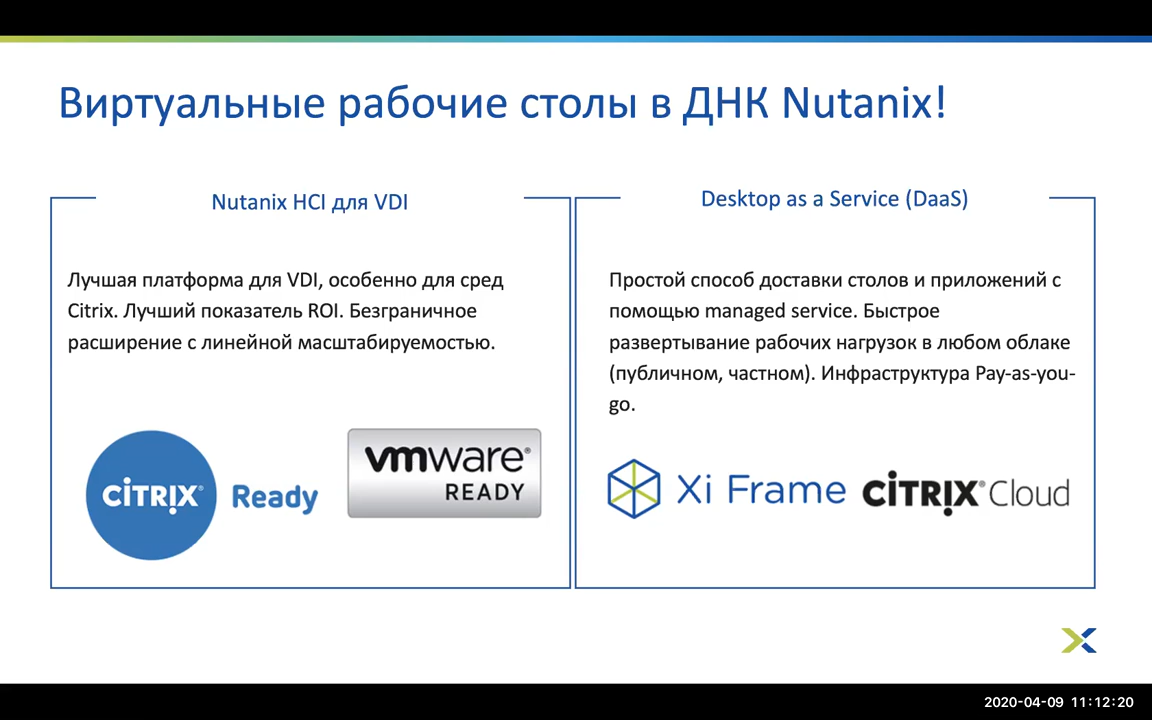 Виртуальные рабочие столы в ДНК Nutanix!
Nutanix HCI для VDI
Лучшая платформа для VDI, особенно для сред
Citrix. Лучший показатель ROI. Безграничное
расширение с линейной масштабируемостью.
CITRIX® Ready
vmware®
READY
Desktop as a Service (DaaS)
Простой способ доставки столов и приложений с
помощью managed service. Быстрое
развертывание рабочих нагрузок в любом облаке
(публичном, частном). Инфраструктура Pay-as-you-
go.
Xi Frame
CITRIX® Cloud
2020-04-09 11:12:20